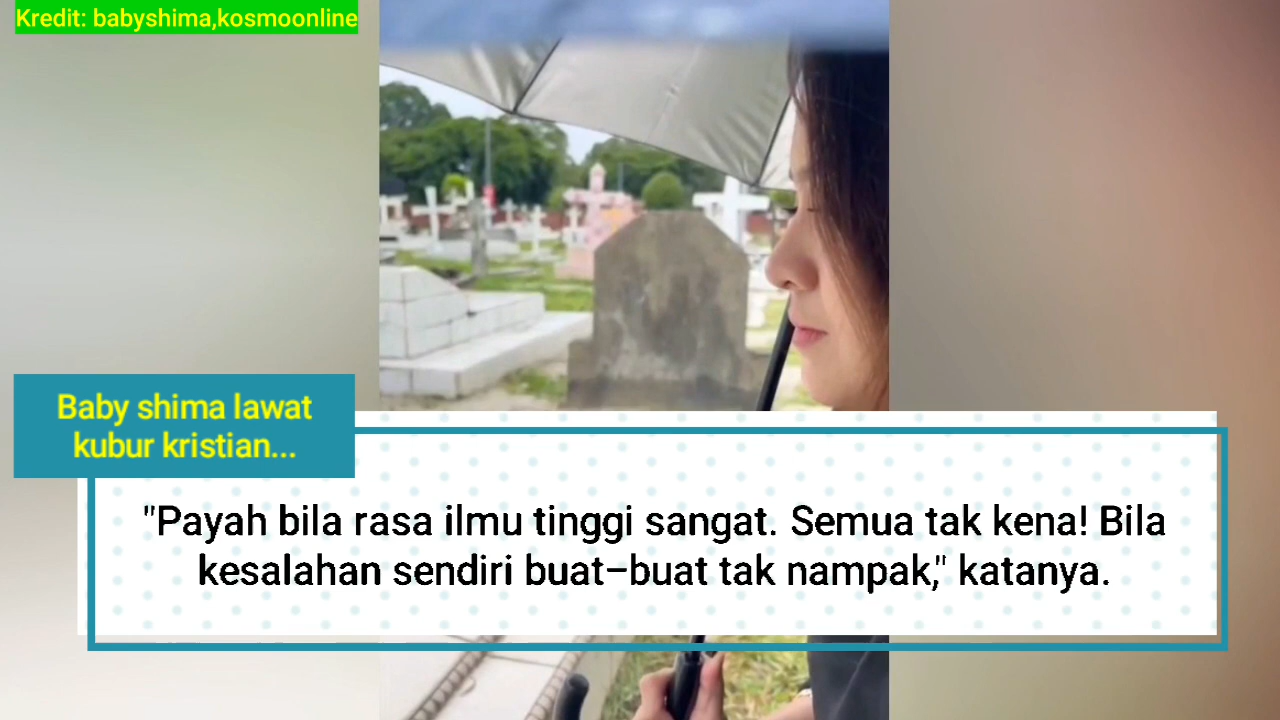 Kredit: babyshima,kosmoonline
Baby shima lawat
kubur kristian...
"Payah bila rasa ilmu tinggi sangat. Semua tak kena! Bila
kesalahan sendiri buat-buat tak nampak," katanya.